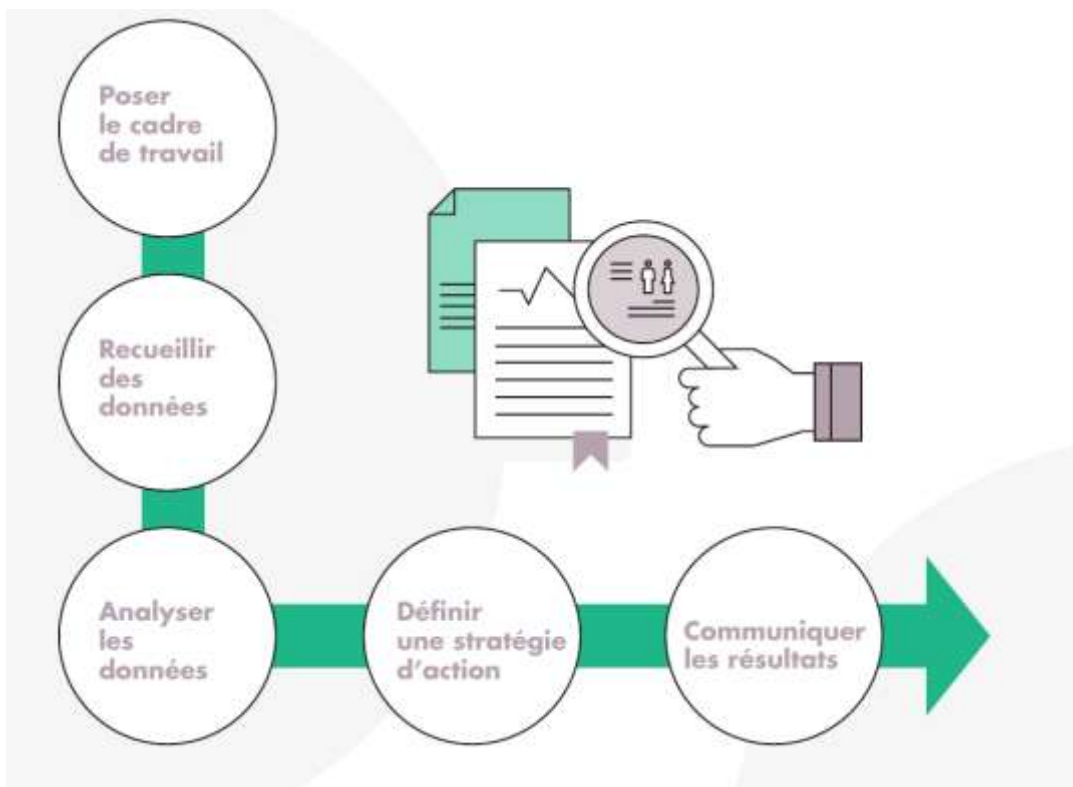 Poser
le cadre
de travail
Recueillir
des
données
Analyser
les
données
Définir
une stratégie
d’action
Communiquer
les résultats